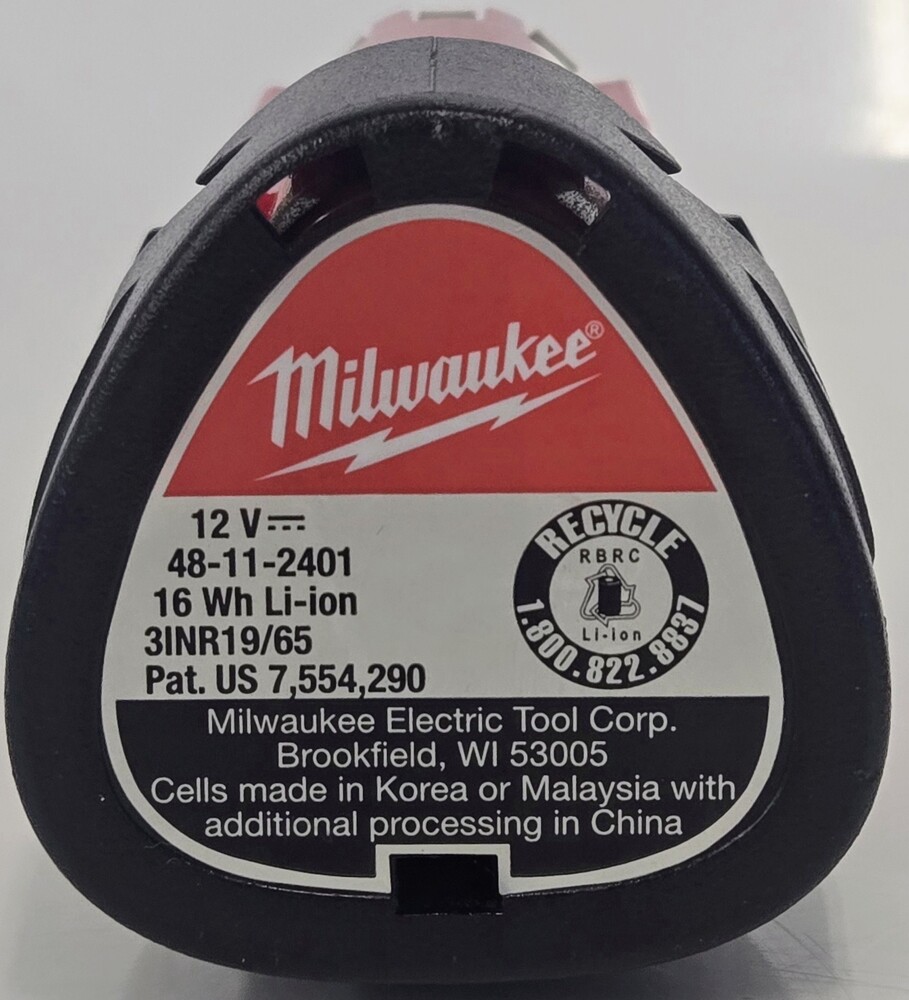 Milwaukee®
12 V⎓
48-11-2401
16 Wh Li-ion
3INR19/65
Pat. US 7,554,290
RECYCLE
RBRC
Li-ion
1.800.822.8837
Milwaukee Electric Tool Corp.
Brookfield, WI 53005
Cells made in Korea or Malaysia with
additional processing in China